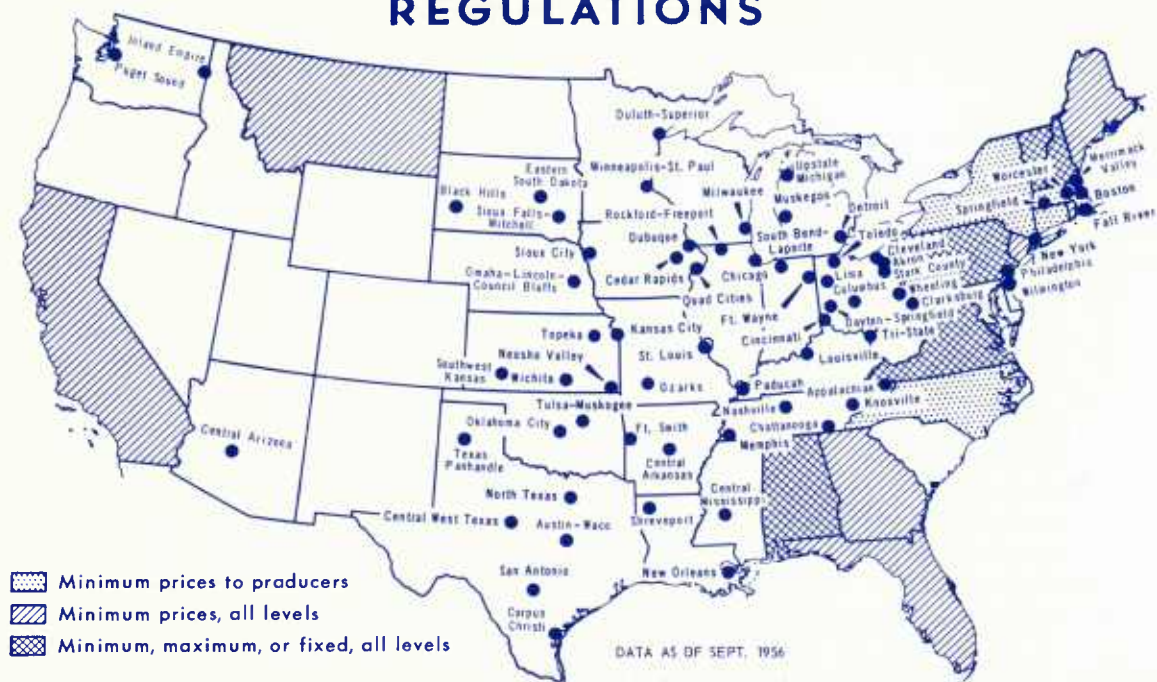 REGULATIONS
Inland Empire
Puget Sound
Duluth-Superior
Minneapolis-St. Paul
Eastern
South Dakota
Black Hills
Sioux Falls-
Mitchell
Upstate
Michigan
Milwaukee
Muskegon
Detroit
Rockford-Freeport
South Bend-
Laporte
Dubuque
Sioux City
Omaha-Lincoln-
Council Bluffs
Cedar Rapids
Chicago
Quad Cities
Ft. Wayne
Toledo
Cleveland
Akron
Stark County
Lima
Columbus
Wheeling
Clarksburg
Dayton-Springfield
Cincinnati
Tri-State
Worcester
Merrimack
Valley
Springfield
Boston
Fall River
New York
Philadelphia
Wilmington
Topeka
Kansas City
Neosho Valley
St. Louis
Louisville
Southwest
Kansas
Wichita
Ozarks
Paducah
Appalachian
Knoxville
Nashville
Chattanooga
Memphis
Tulsa-Muskogee
Oklahoma City
Ft. Smith
Central Arizona
Texas
Panhandle
Central
Arkansas
North Texas
Central
Mississippi
Central West Texas
Austin-Waco
Shreveport
San Antonio
New Orleans
Corpus
Christi
Minimum prices to producers
Minimum prices, all levels
Minimum, maximum, or fixed, all levels
DATA AS OF SEPT. 1956